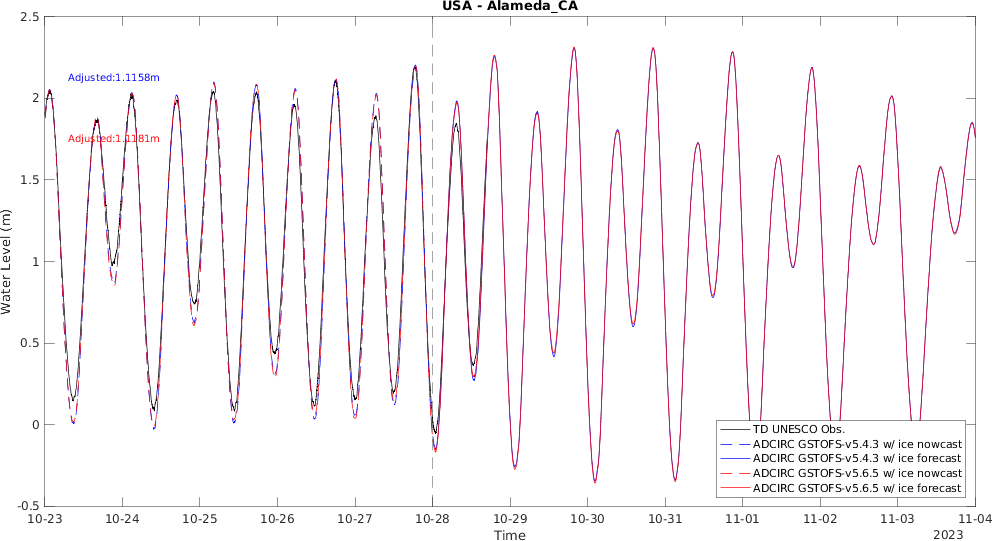 USA - Alameda_CA
2.5
2
1.5
1
0.5
0
-0.5
Water Level (m)
Adjusted:1.1158m
Adjusted:1.1181m
TD UNESCO Obs.
ADCIRC GSTOFS-v5.4.3 w/ ice nowcast
ADCIRC GSTOFS-v5.4.3 w/ ice forecast
ADCIRC GSTOFS-v5.6.5 w/ ice nowcast
ADCIRC GSTOFS-v5.6.5 w/ ice forecast
10-23 10-24 10-25 10-26 10-27 10-28 10-29 10-30 10-31 11-01 11-02 11-03 11-04
Time
2023